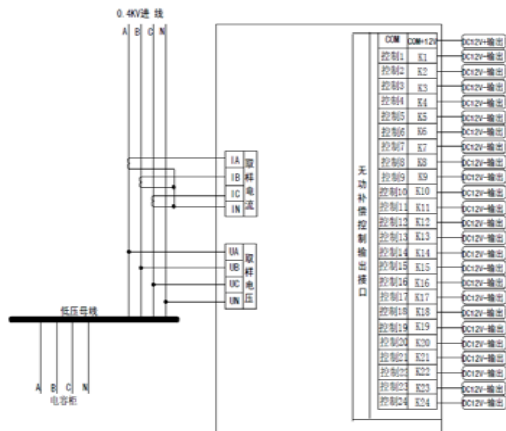 0.4KV进 线
A B C N
COM COM+12V DC12V+输出
控制1 K1 DC12V-输出
控制2 K2 DC12V-输出
控制3 K3 DC12V-输出
控制4 K4 DC12V-输出
控制5 K5 DC12V-输出
控制6 K6 DC12V-输出
控制7 K7 DC12V-输出
控制8 K8 DC12V-输出
控制9 K9 DC12V-输出
控制10 K10 DC12V-输出
控制11 K11 DC12V-输出
控制12 K12 DC12V-输出
控制13 K13 DC12V-输出
控制14 K14 DC12V-输出
控制15 K15 DC12V-输出
控制16 K16 DC12V-输出
控制17 K17 DC12V-输出
控制18 K18 DC12V-输出
控制19 K19 DC12V-输出
控制20 K20 DC12V-输出
控制21 K21 DC12V-输出
控制22 K22 DC12V-输出
控制23 K23 DC12V-输出
控制24 K24 DC12V-输出
无功补偿控制输出接口
IA
IB
IC
IN
取样电流
UA
UB
UC
UN
取样电压
低压母线
A B C N
电容柜